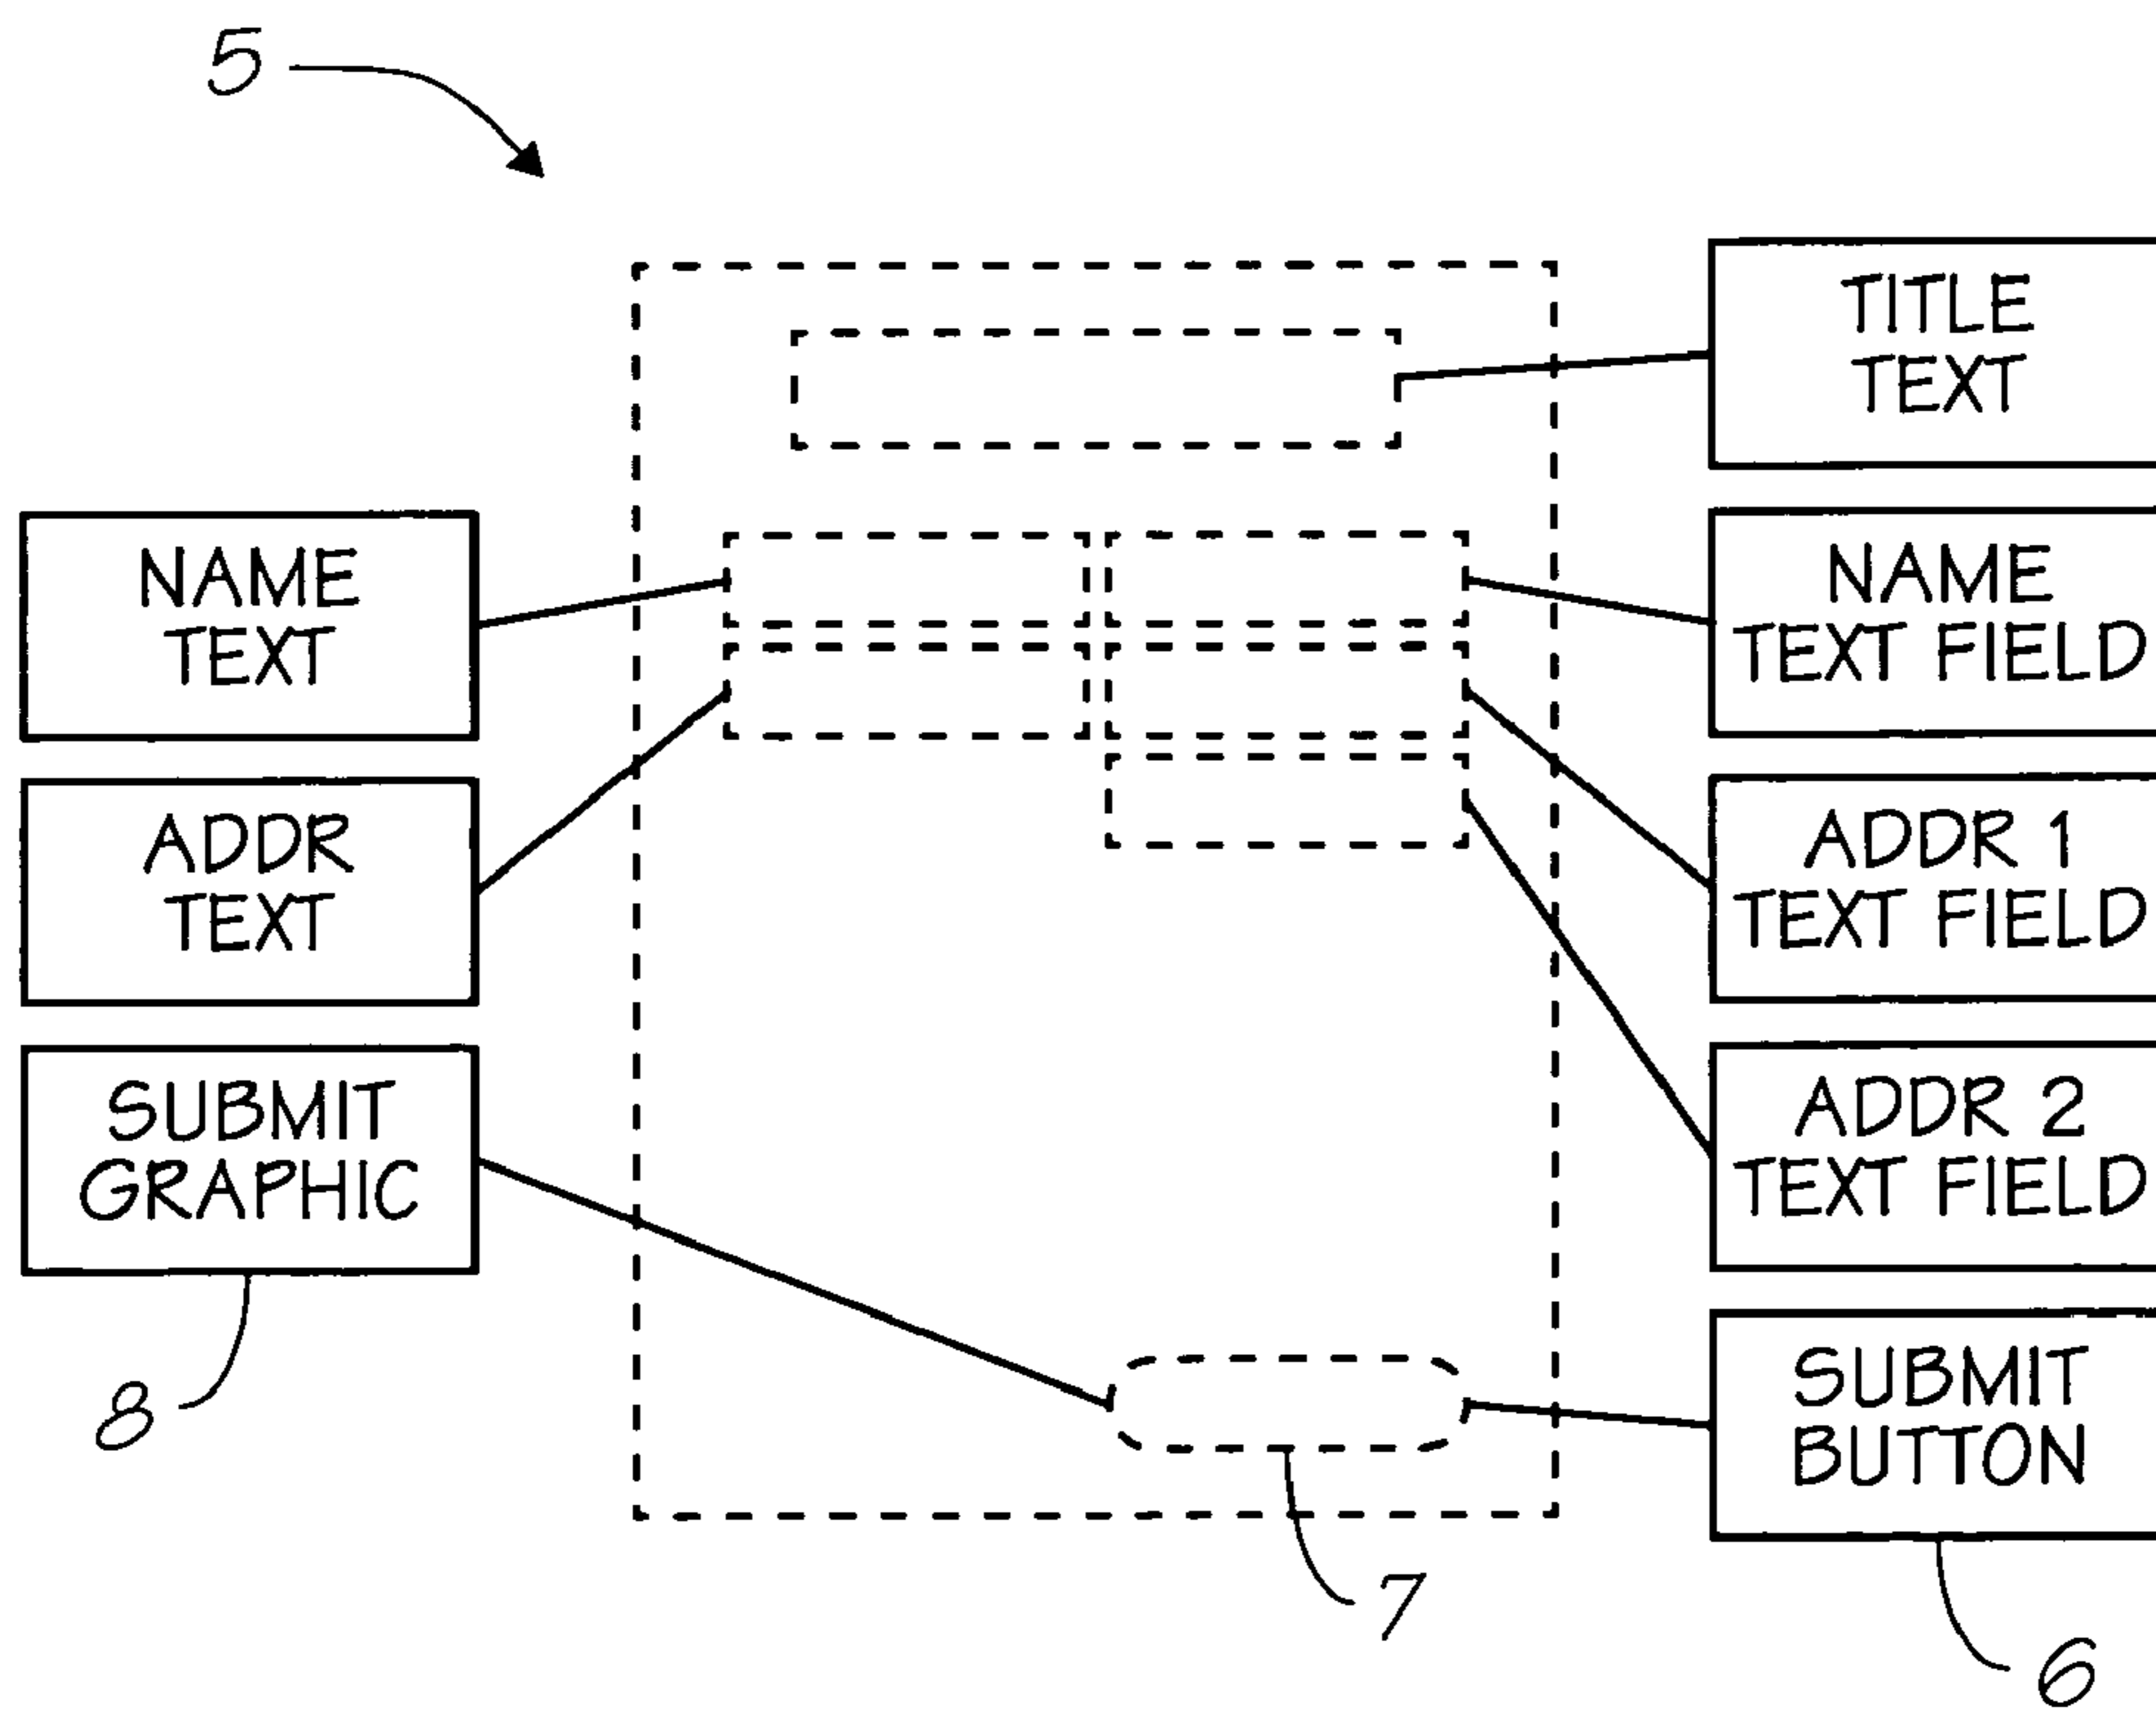 5
TITLE
TEXT
NAME
TEXT
NAME
TEXT FIELD
ADDR
TEXT
ADDR 1
TEXT FIELD
SUBMIT
GRAPHIC
ADDR 2
TEXT FIELD
SUBMIT
BUTTON
8
7
6